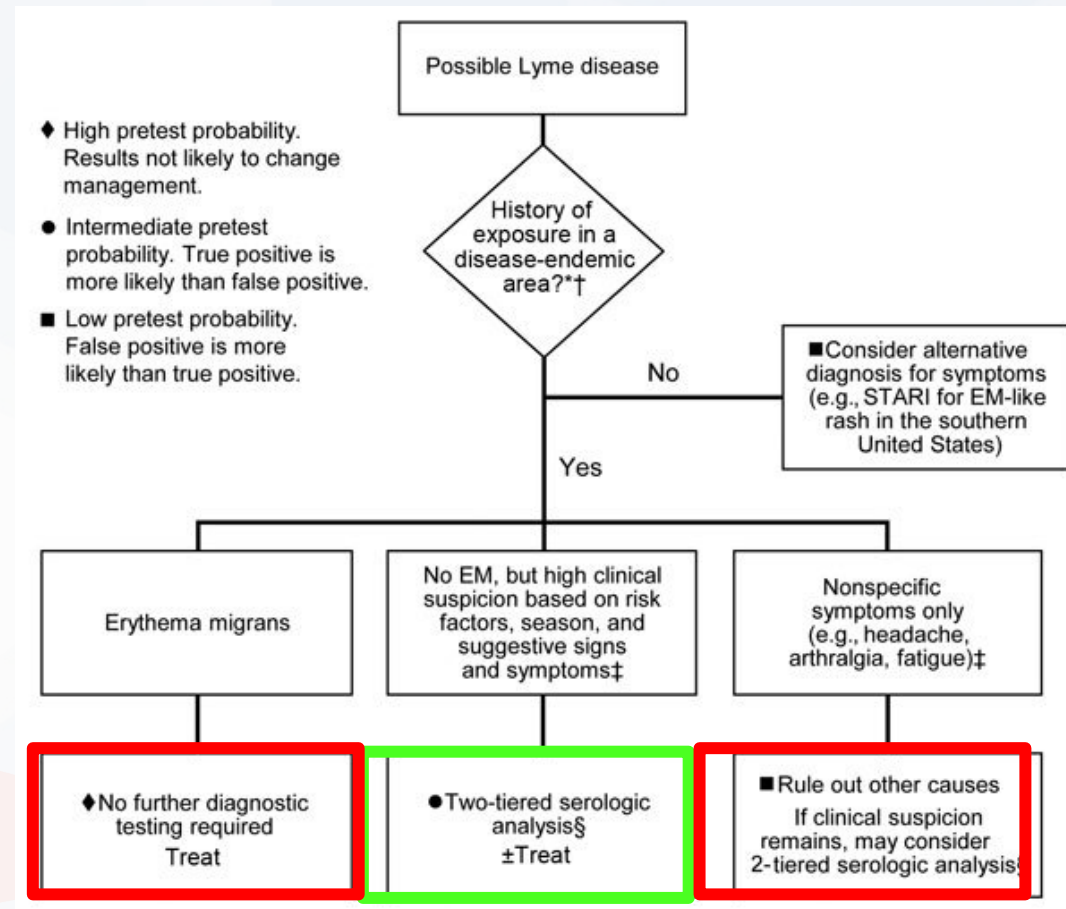 Possible Lyme disease
♦ High pretest probability.
Results not likely to change
management.
● Intermediate pretest
probability. True positive is
more likely than false positive.
■ Low pretest probability.
False positive is more
likely than true positive.
History of
exposure in a
disease-endemic
area?*†
No
■Consider alternative
diagnosis for symptoms
(e.g., STARI for EM-like
rash in the southern
United States)
Yes
Erythema migrans
No EM, but high clinical
suspicion based on risk
factors, season, and
suggestive signs
and symptoms‡
Nonspecific
symptoms only
(e.g., headache,
arthralgia, fatigue)‡
♦No further diagnostic
testing required
Treat
●Two-tiered serologic
analysis§
±Treat
■Rule out other causes
If clinical suspicion
remains, may consider
2-tiered serologic analysis§